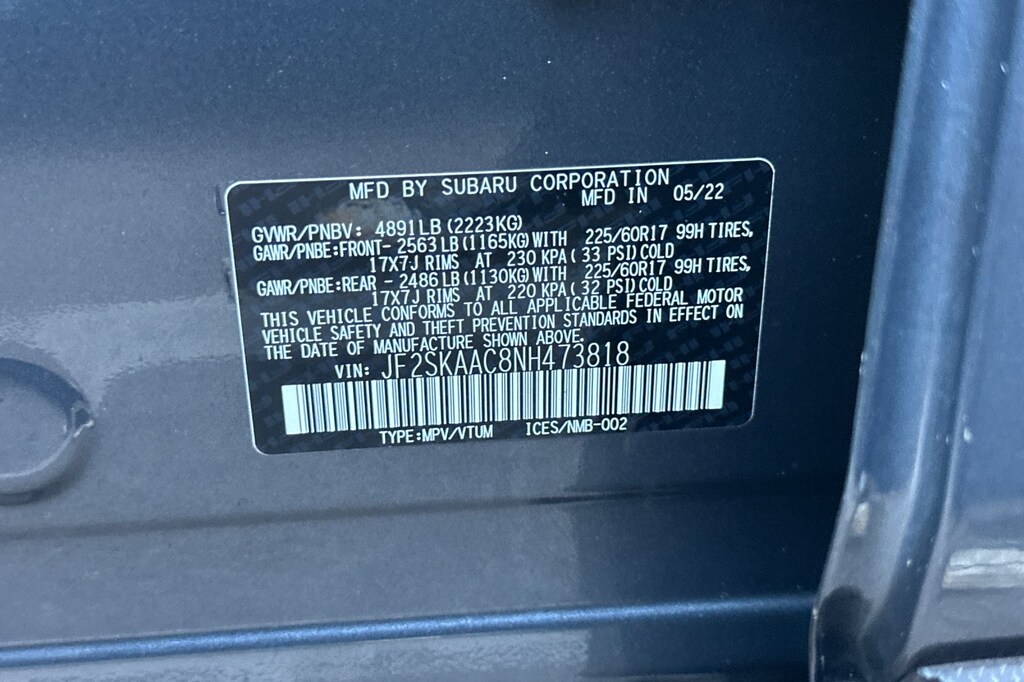 MFD BY SUBARU CORPORATION
MFD IN 05/22
GVWR/PNBV: 4891LB (2223KG)
GAWR/PNBE:FRONT- 2563 LB (1165KG)WITH 225/60R17 99H TIRES,
17X7J RIMS AT 230 KPA ( 33 PSI) COLD
GAWR/PNBE:REAR - 2486 LB (1130KG)WITH 225/60R17 99H TIRES,
17X7J RIMS AT 220 KPA ( 32 PSI) COLD
THIS VEHICLE CONFORMS TO ALL APPLICABLE FEDERAL MOTOR
VEHICLE SAFETY AND THEFT PREVENTION STANDARDS IN EFFECT ON
THE DATE OF MANUFACTURE SHOWN ABOVE.
VIN: JF2SKAAC8NH473818
TYPE:MPV/VTUM ICES/NMB-002